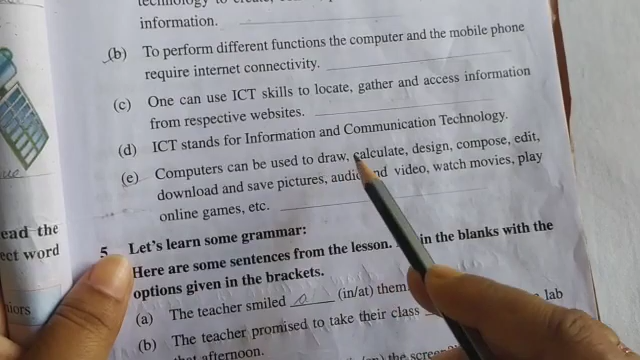 technology to create,
information.
(b) To perform different functions the computer and the mobile phone
require internet connectivity.
(c) One can use ICT skills to locate, gather and access information
from respective websites.
(d) ICT stands for Information and Communication Technology.
(e) Computers can be used to draw, calculate, design, compose, edit,
download and save pictures, video, watch movies, play
online games, etc.
ead the
ect word
5 Let's learn some grammar:
Here are some sentences from the lesson. in the blanks with the
options given in the brackets.
(a) The teacher smiled (in/at) them
(b) The teacher promised to take their class lab
that afternoon.
iors